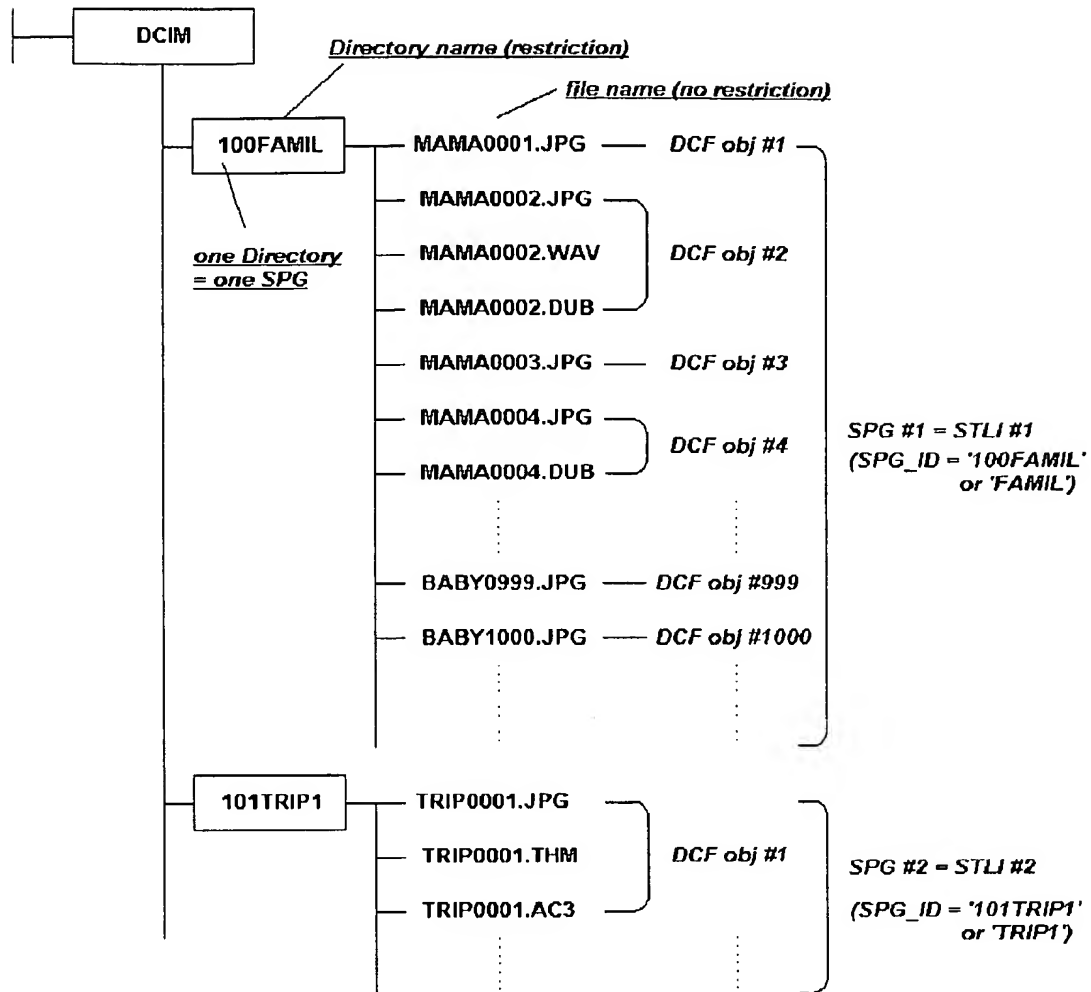 DCIM
Directory name (restriction)
file name (no restriction)
100FAMIL
MAMA0001.JPG
DCF obj #1
MAMA0002.JPG
one Directory
= one SPG
MAMA0002.WAV
DCF obj #2
MAMA0002.DUB
MAMA0003.JPG
DCF obj #3
MAMA0004.JPG
DCF obj #4
MAMA0004.DUB
SPG #1 = STLI #1
(SPG_ID = '100FAMIL'
or 'FAMIL')
BABY0999.JPG
DCF obj #999
BABY1000.JPG
DCF obj #1000
101TRIP1
TRIP0001.JPG
TRIP0001.THM
DCF obj #1
TRIP0001.AC3
SPG #2 = STLI #2
(SPG_ID = '101TRIP1'
or 'TRIP1')